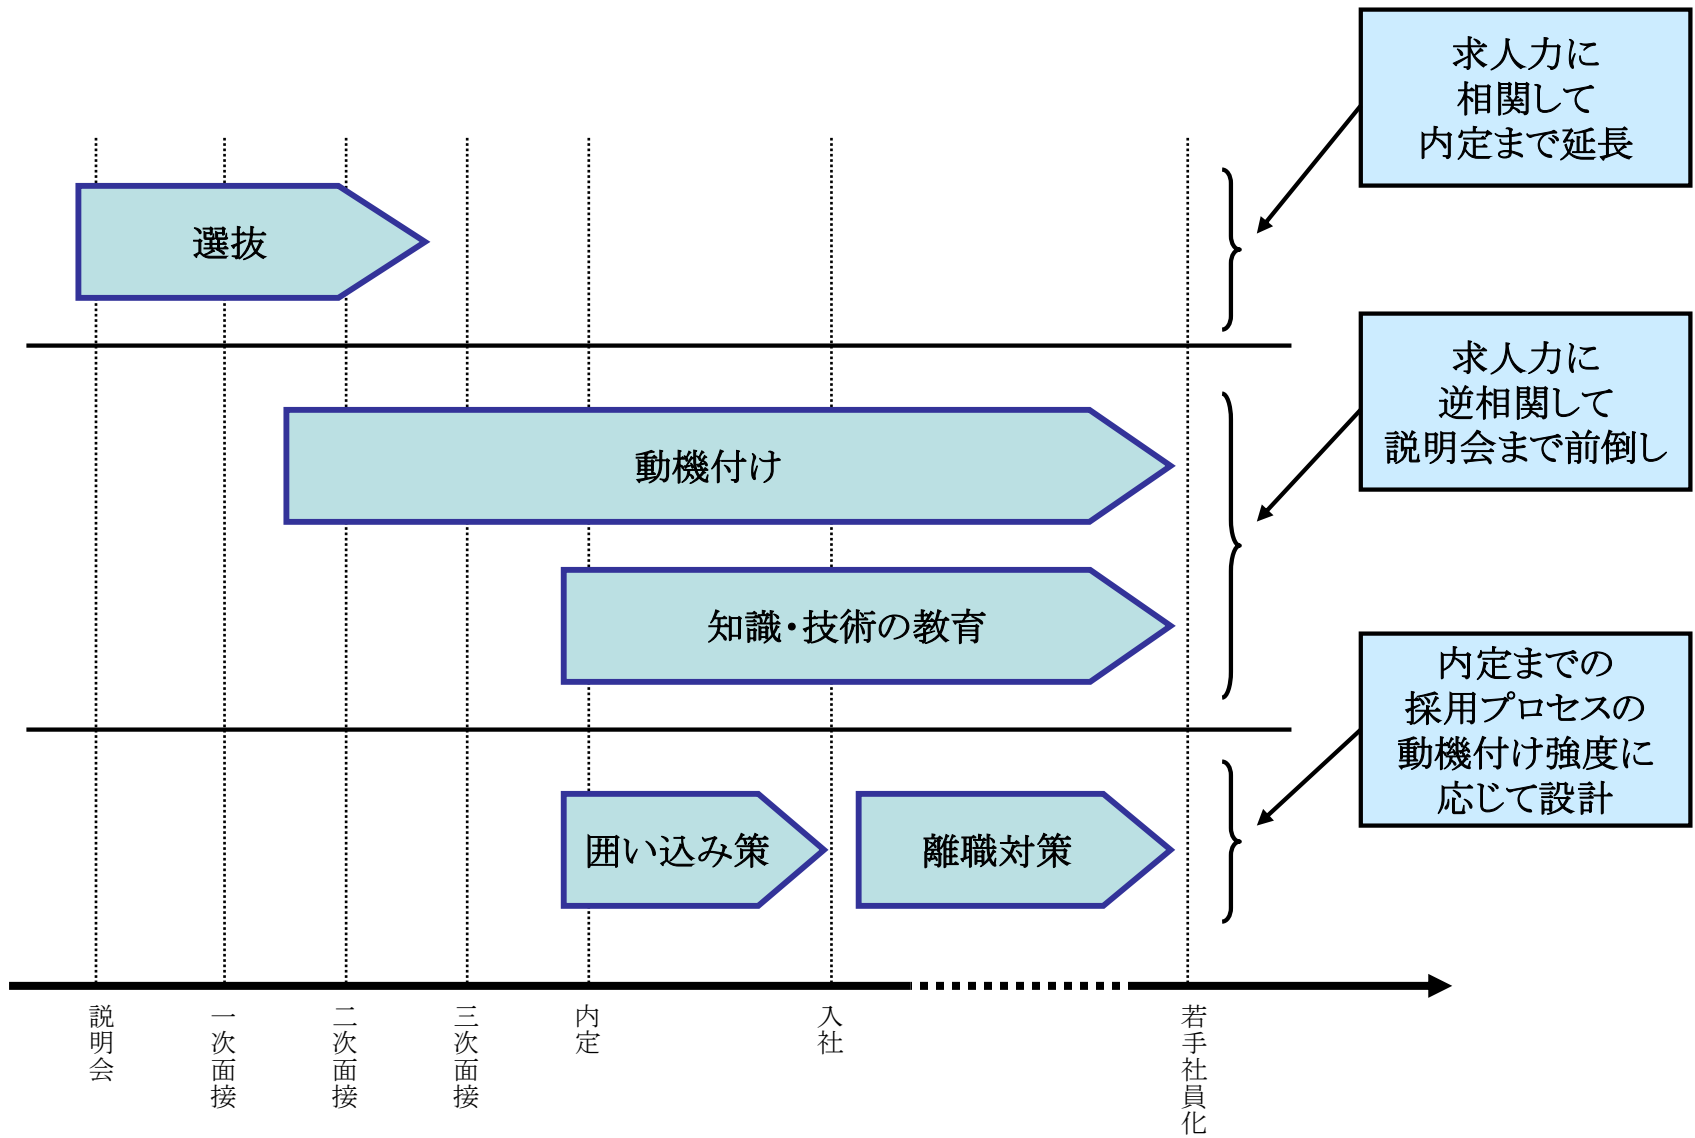 求人力に
相関して
内定まで延長
選抜
求人力に
逆相関して
説明会まで前倒し
動機付け
知識・技術の教育
内定までの
採用プロセスの
動機付け強度に
応じて設計
囲い込み策
離職対策
説明会
一次面接
二次面接
三次面接
内定
入社
若手社員化